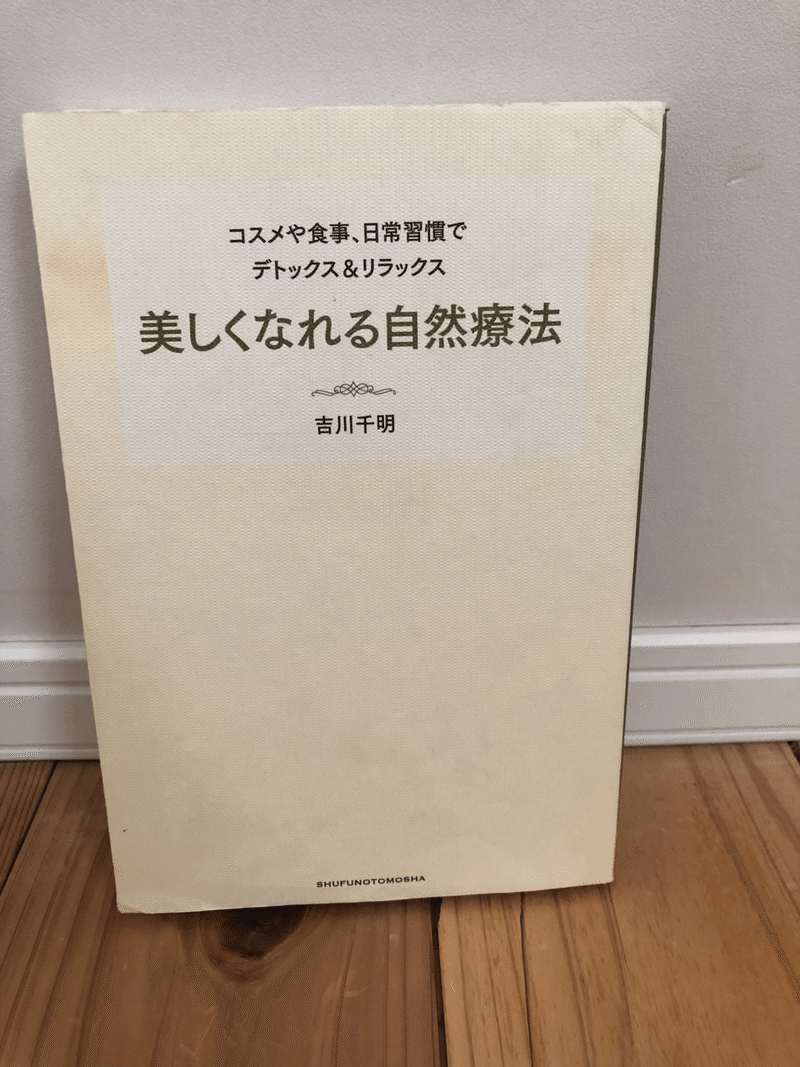 コスメや食事、日常習慣で
デトックス&リラックス
美しくなれる自然療法
吉川千明
SHUFUNOTOMOSHA